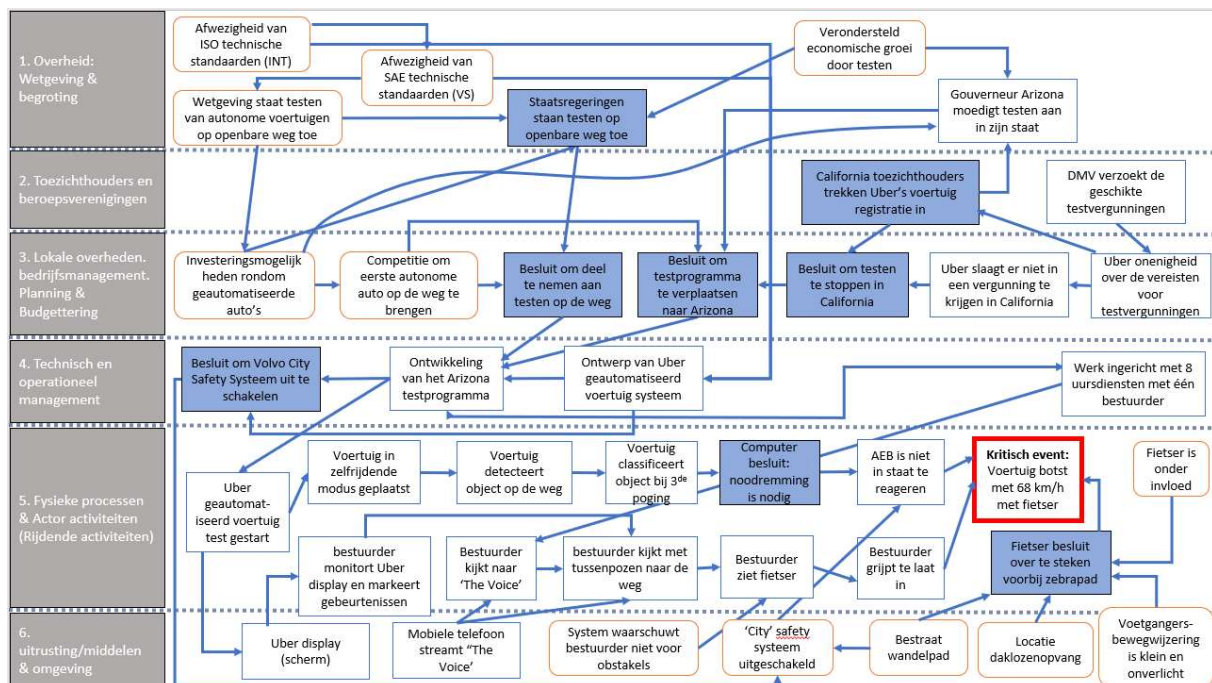 1. Overheid:
Wetgeving &
begroting
Afwezigheid van
ISO technische
standaarden (INT)
Afwezigheid van
SAE technische
standaarden (VS)
Wetgeving staat testen
van autonome voertuigen
op openbare weg toe
Staatsregeringen
staan testen op
openbare weg toe
Verondersteld
economische groei
door testen
Gouverneur Arizona
moedigt testen aan
in zijn staat
2. Toezichthouders en
beroepsverenigingen
California toezichthouders
trekken Uber's voertuig
registratie in
DMV verzoekt de
geschikte
testvergunningen
3. Lokale overheden.
bedrijfsmanagement.
Planning &
Budgettering
Investeringsmogelijk
heden rondom
geautomatiseerde
auto's
Competitie om
eerste autonome
auto op de weg te
brengen
Besluit om deel
te nemen aan
testen op de weg
Besluit om
testprogramma
te verplaatsen
naar Arizona
Besluit om testen
te stoppen in
California
Uber slaagt er niet in
een vergunning te
krijgen in California
Uber onenigheid
over de vereisten
voor
testvergunningen
4. Technisch en
operationeel
management
Besluit om Volvo City
Safety Systeem uit te
schakelen
Ontwikkeling
van het Arizona
testprogramma
Ontwerp van Uber
geautomatiseerd
voertuig systeem
Werk ingericht met 8
uursdiensten met één
bestuurder
5. Fysieke processen
& Actor activiteiten
(Rijdende activiteiten)
Uber
geautomat-
iseerd voertuig
test gestart
Voertuig in
zelfrijdende
modus geplaatst
Voertuig
detecteert
object op de weg
Voertuig
classificeert
object bij 3de
poging
Computer
besluit:
noodremming
is nodig
AEB is niet
in staat te
reageren
Kritisch event:
Voertuig botst
met 68 km/h
met fietser
Fietser is
onder
invloed
bestuurder
monitort Uber
display en markeert
gebeurtenissen
Bestuurder
kijkt naar
'The Voice'
bestuurder kijkt met
tussenpozen naar de
weg
Bestuurder
ziet fietser
Bestuurder
grijpt te laat
in
Fietser besluit
over te steken
voorbij zebrapad
6.
uitrusting/middelen
& omgeving
Uber display
(scherm)
Mobiele telefoon
streamt "The
Voice'
System waarschuwt
bestuurder niet voor
obstakels
'City' safety
systeem
uitgeschakeld
Bestraat
wandelpad
Locatie
daklozenopvang
Voetgangers-
bewegwijzering
is klein en
onverlicht